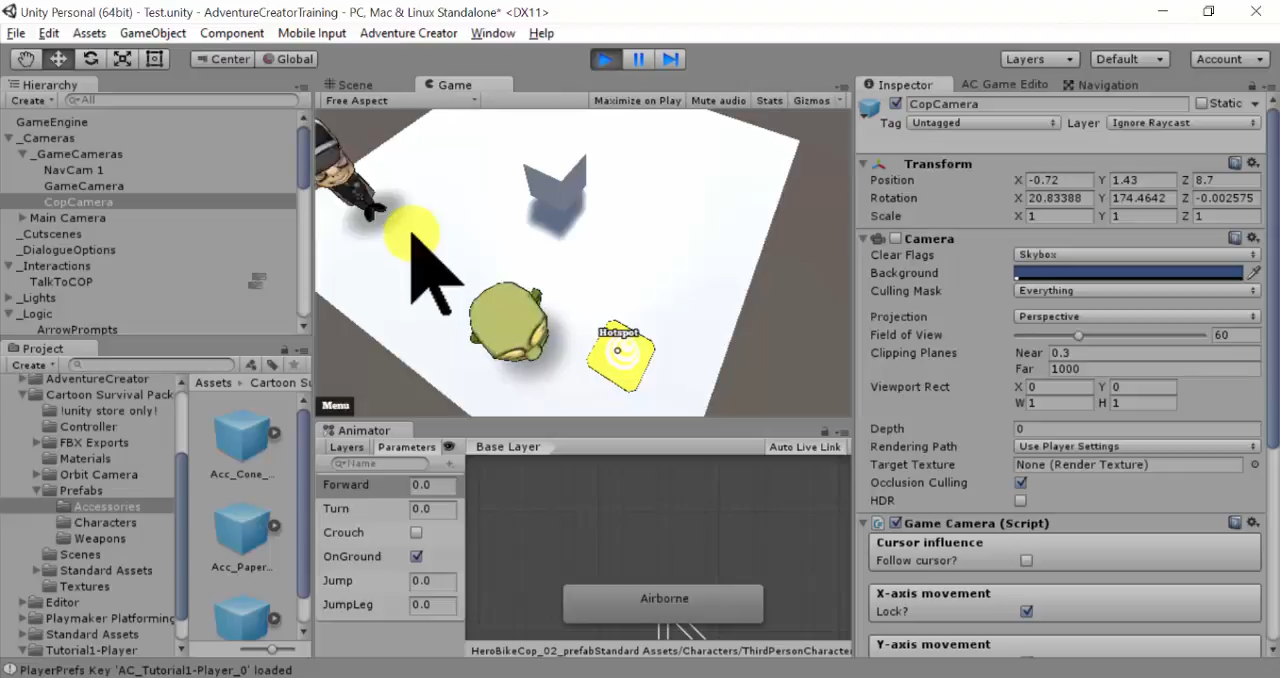 Unity Personal (64bit) - Test.unity - AdventureCreatorTraining - PC, Mac & Linux Standalone* <DX11>
File Edit Assets GameObject Component Mobile Input Adventure Creator Window Help
Center Global Layers Default Account
Hierarchy
Create All
GameEngine
_Cameras
_GameCameras
NavCam 1
GameCamera
CopCamera
Main Camera
_Cutscenes
_DialogueOptions
_Interactions
TalkToCOP
_Lights
_Logic
ArrowPrompts
Scene Game
Free Aspect Maximize on Play Mute audio Stats Gizmos
Hotspot
Menu
Project
Create
AdventureCreator
Cartoon Survival Pack
!unity store only!
Controller
FBX Exports
Materials
Orbit Camera
Prefabs
Accessories
Characters
Weapons
Scenes
Standard Assets
Textures
Editor
Playmaker Platforming
Standard Assets
Tutorial1-Player
Assets Cartoon Su
Acc_Cone_...
Acc_Paper...
Animator
Layers Parameters Base Layer Auto Live Link
Name
Forward 0.0
Turn 0.0
Crouch
OnGround
Jump 0.0
JumpLeg 0.0
Airborne
HeroBikeCop_02_prefabStandard Assets/Characters/ThirdPersonCharacter
Inspector AC Game Edito Navigation
CopCamera Static
Tag Untagged Layer Ignore Raycast
Transform
Position X -0.72 Y 1.43 Z 8.7
Rotation X 20.83388 Y 174.4642 Z -0.002575
Scale X 1 Y 1 Z 1
Camera
Clear Flags Skybox
Background
Culling Mask Everything
Projection Perspective
Field of View 60
Clipping Planes Near 0.3
Far 1000
Viewport Rect X 0 Y 0
W 1 H 1
Depth 0
Rendering Path Use Player Settings
Target Texture None (Render Texture)
Occlusion Culling
HDR
Game Camera (Script)
Cursor influence
Follow cursor?
X-axis movement
Lock?
Y-axis movement
PlayerPrefs Key 'AC_Tutorial1-Player_0' loaded